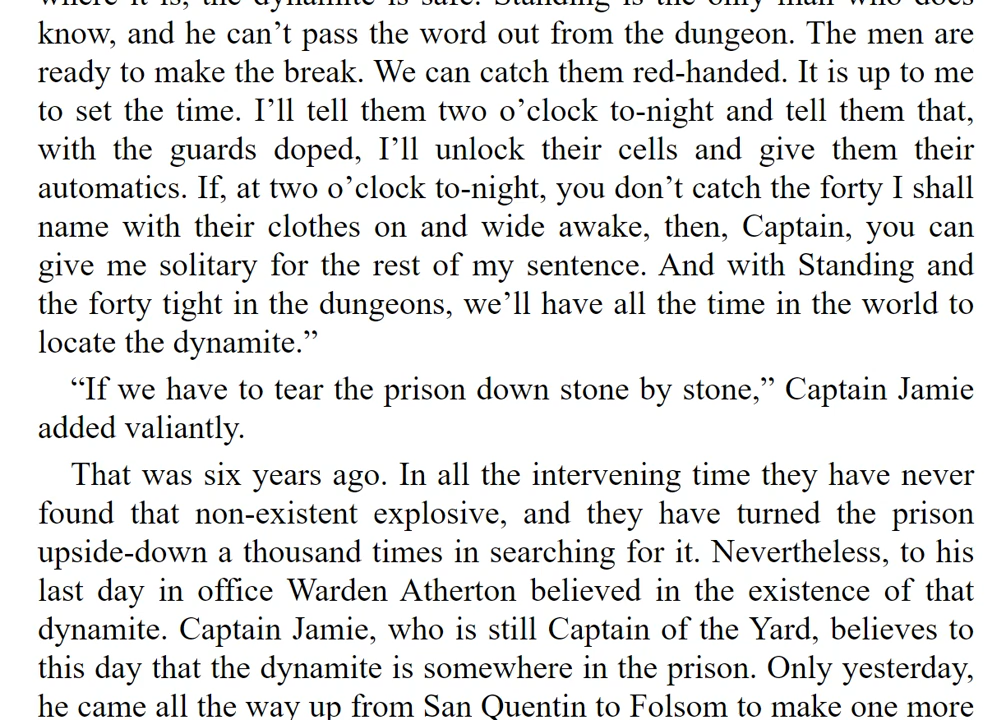 where it is, the dynamite is safe. Standing is the only man who does
know, and he can’t pass the word out from the dungeon. The men are
ready to make the break. We can catch them red-handed. It is up to me
to set the time. I’ll tell them two o’clock to-night and tell them that,
with the guards doped, I’ll unlock their cells and give them their
automatics. If, at two o’clock to-night, you don’t catch the forty I shall
name with their clothes on and wide awake, then, Captain, you can
give me solitary for the rest of my sentence. And with Standing and
the forty tight in the dungeons, we’ll have all the time in the world to
locate the dynamite.”
“If we have to tear the prison down stone by stone,” Captain Jamie
added valiantly.
That was six years ago. In all the intervening time they have never
found that non-existent explosive, and they have turned the prison
upside-down a thousand times in searching for it. Nevertheless, to his
last day in office Warden Atherton believed in the existence of that
dynamite. Captain Jamie, who is still Captain of the Yard, believes to
this day that the dynamite is somewhere in the prison. Only yesterday,
he came all the way up from San Quentin to Folsom to make one more